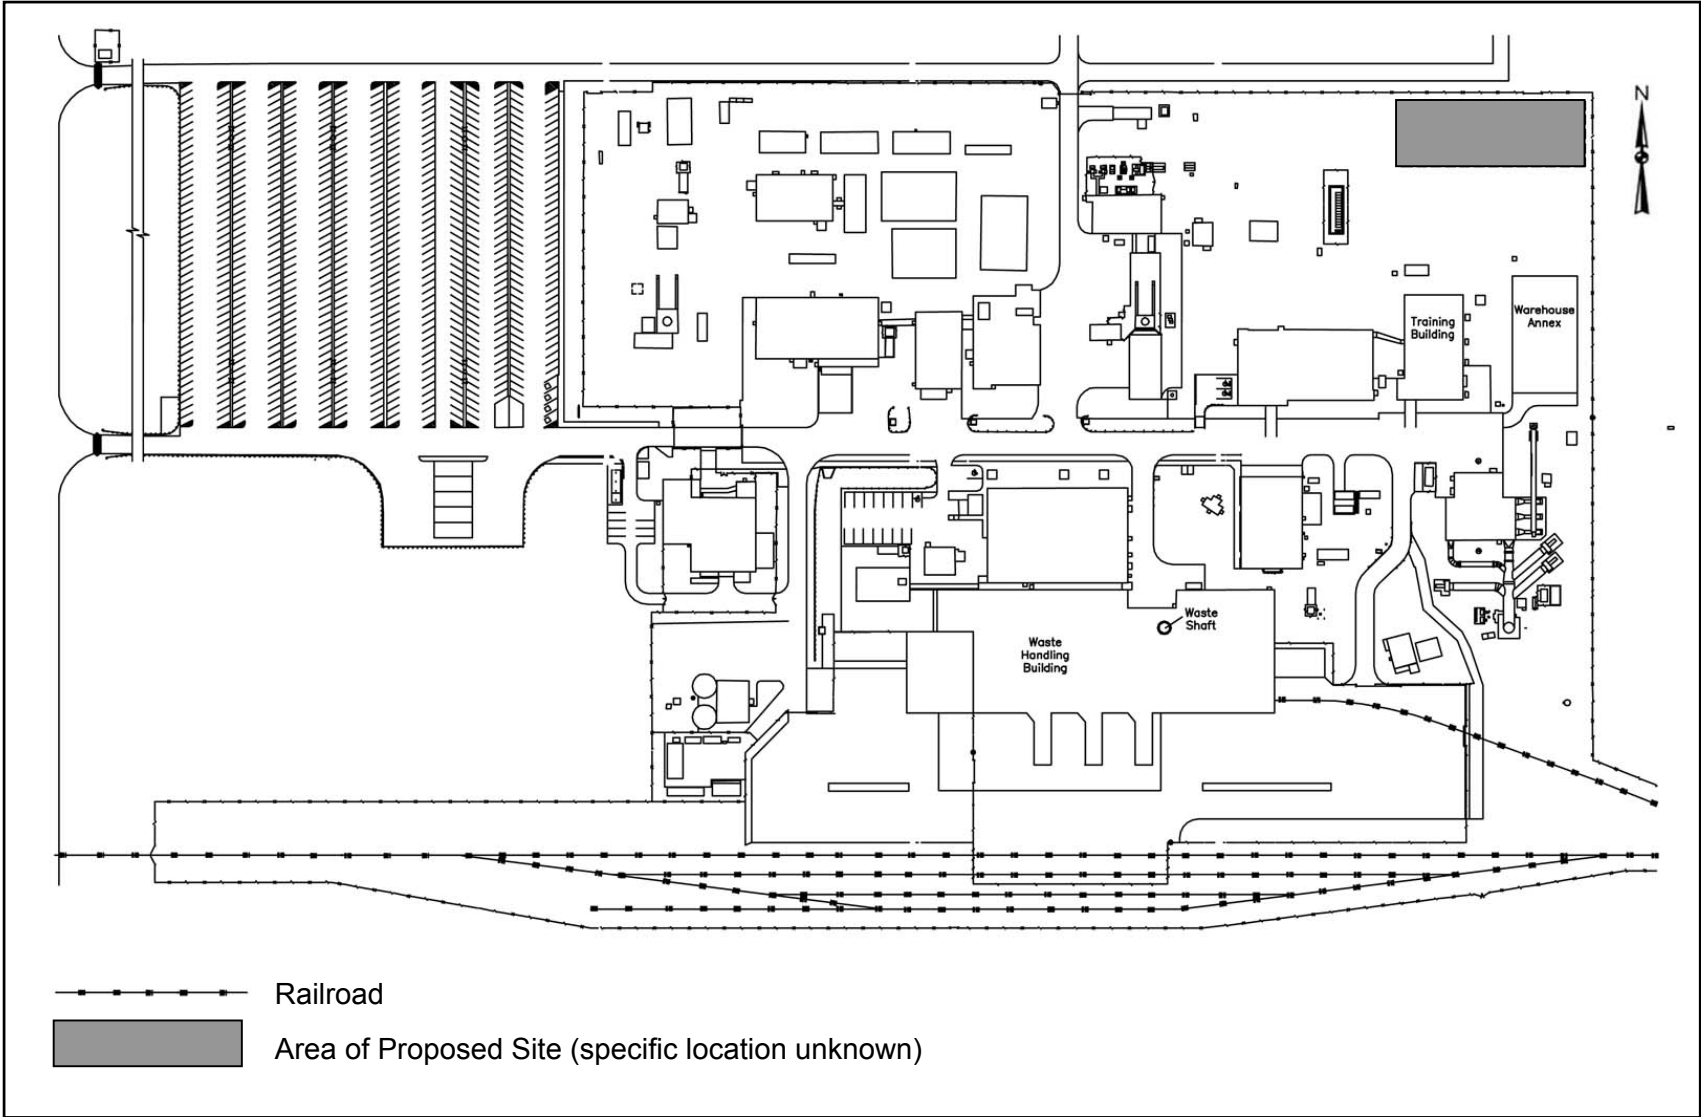 N
Warehouse
Annex
Training
Building
Waste
Shaft
Waste
Handling
Building
Railroad
Area of Proposed Site (specific location unknown)